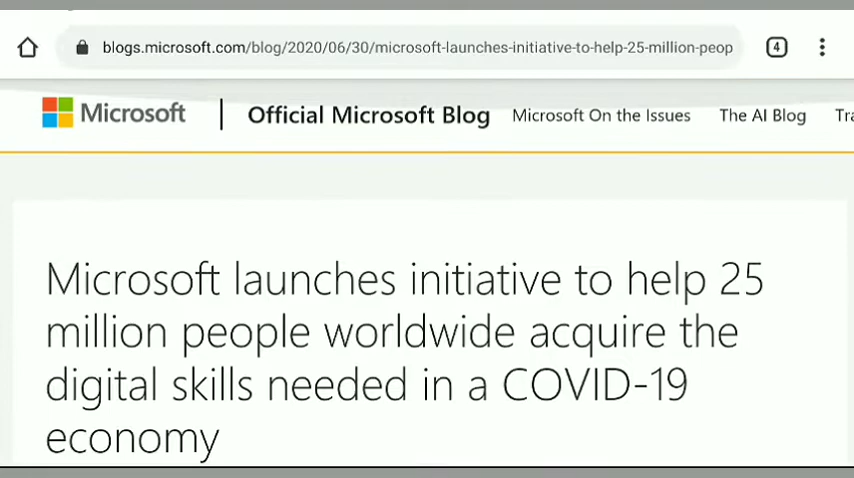 blogs.microsoft.com/blog/2020/06/30/microsoft-launches-initiative-to-help-25-million-peop
4
Microsoft
Official Microsoft Blog
Microsoft On the Issues
The AI Blog
Tra
Microsoft launches initiative to help 25
million people worldwide acquire the
digital skills needed in a COVID-19
economy